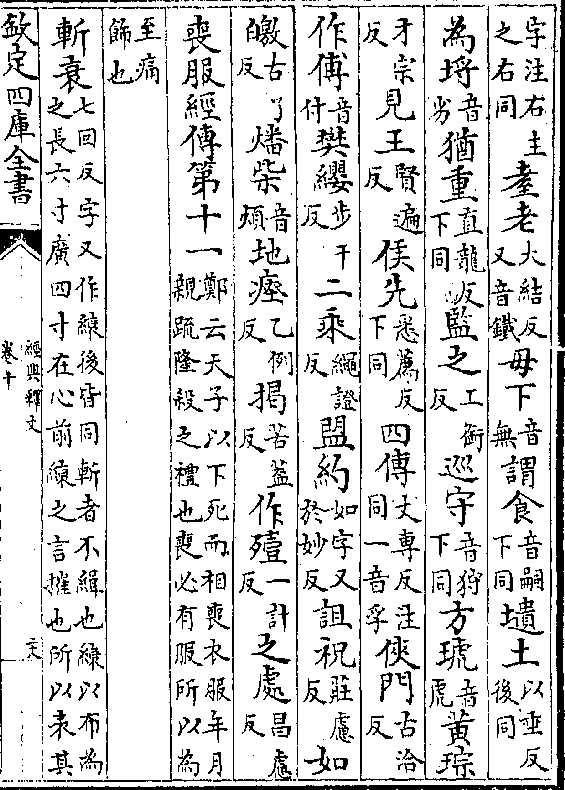 字注右主之右同耋老大結反又音鐵毋下音無謂食音嗣下同壝土以垂反後同
為埒音劣猶重直龍反下同監之工銜反巡守音狩下同方琥音虎黃琮
才宗反見王賢遍反侯先悉薦反下同四傳丈專反注同一音孚俠門古洽反
作傅音付樊纓步干反二乘繩證反盟約如字又於妙反詛祝莊慮反如
皦古了反燔柴音煩地瘞乙例反揭苦蓋反作殪一計反之處昌慮反
喪服經傳第十一鄭云天子以下死而相喪衣服年月親疏隆殺之禮也喪必有服所以為
至痛飾也
斬衰七回反字又作縗後皆同斬者不緝也縗以布為之長六寸廣四寸在心前縗之言摧也所以表其
欽定四庫全書
經典釋文
卷十